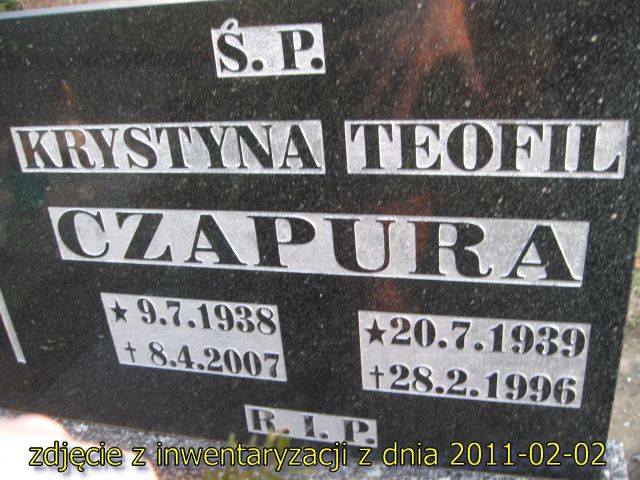 Ś. P.
KRYSTYNA TEOFIL
CZAPURA
★ 9.7.1938
† 8.4.2007
★ 20.7.1939
† 28.2.1996
R. I. P.
zdjęcie z inwentaryzacji z dnia 2011-02-02